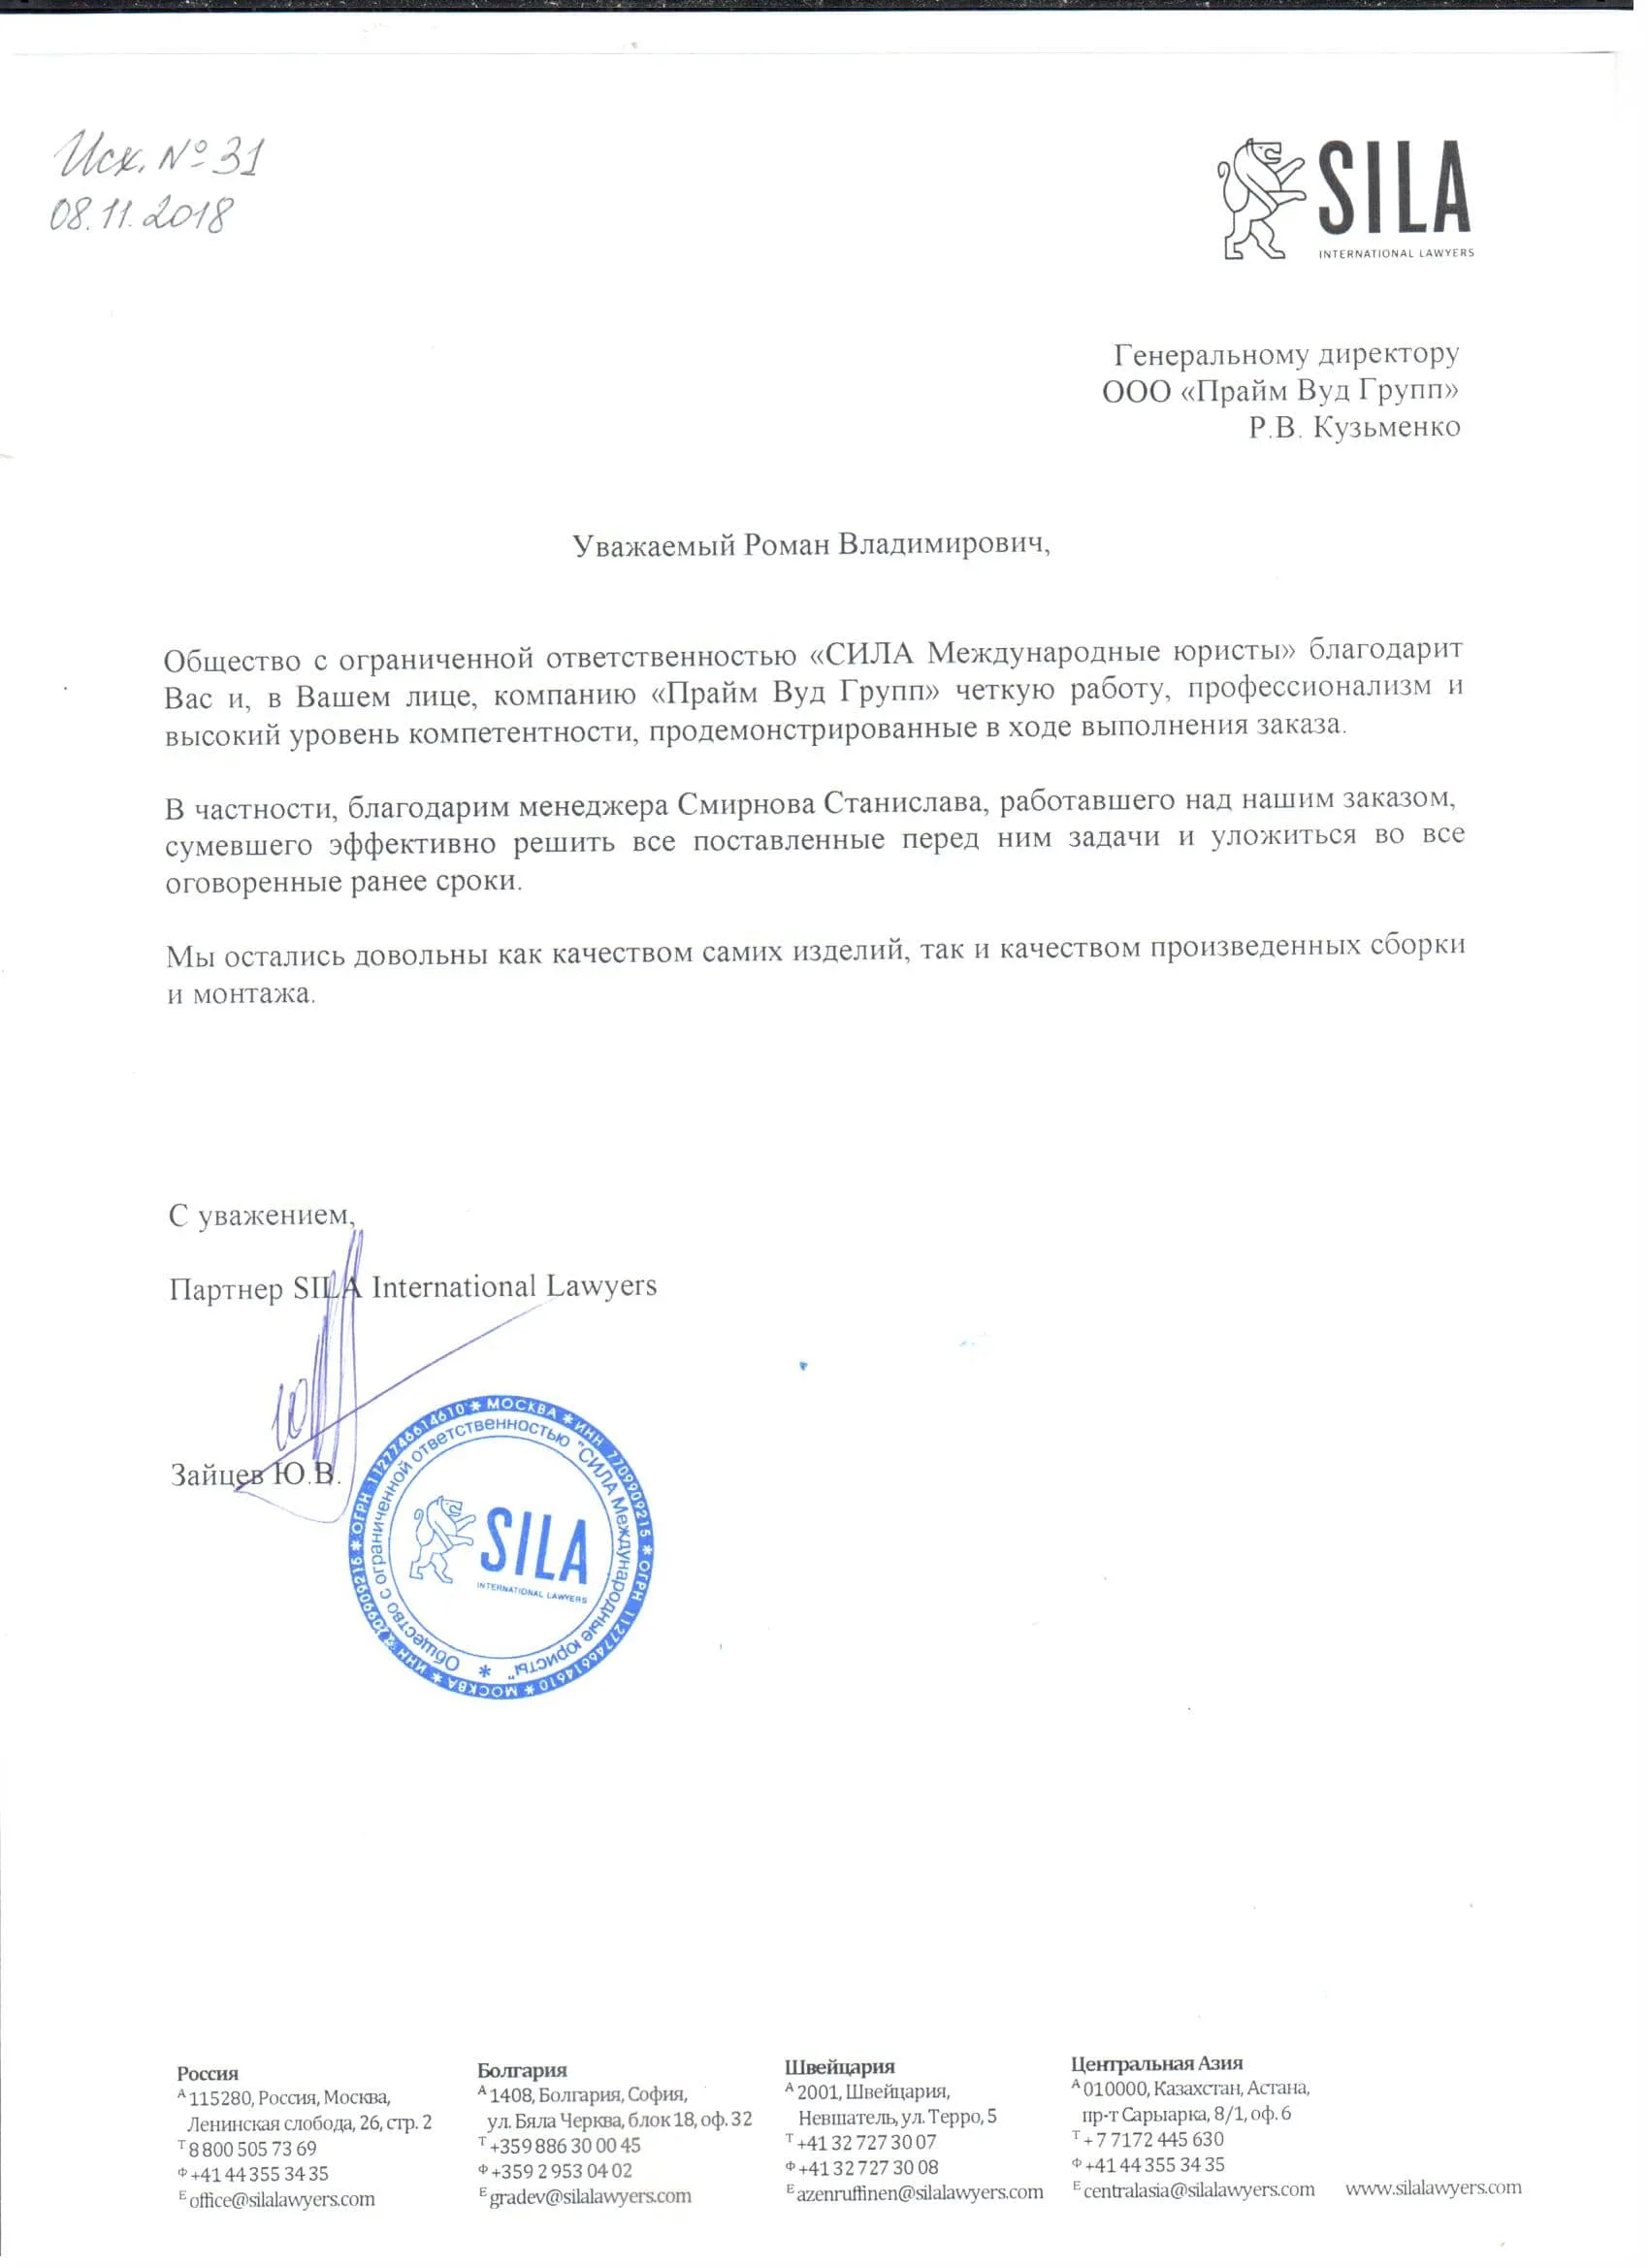 Исх. № 31
08.11.2018
SILA
INTERNATIONAL LAWYERS
Генеральному директору
ООО «Прайм Вуд Групп»
Р.В. Кузьменко
Уважаемый Роман Владимирович,
Общество с ограниченной ответственностью «СИЛА Международные юристы» благодарит
Вас и, в Вашем лице, компанию «Прайм Вуд Групп» четкую работу, профессионализм и
высокий уровень компетентности, продемонстрированные в ходе выполнения заказа.
В частности, благодарим менеджера Смирнова Станислава, работавшего над нашим заказом,
сумевшего эффективно решить все поставленные перед ним задачи и уложиться во все
оговоренные ранее сроки.
Мы остались довольны как качеством самих изделий, так и качеством произведенных сборки
и монтажа.
С уважением,
Партнер SILA International Lawyers
Зайцев Ю.В.
* МОСКВА * ИНН 7709909215 * ОГРН 1127746614610 * МОСКВА * ИНН 7709909215 * ОГРН 1127746614610
Общество с ограниченной ответственностью "СИЛА Международные юристы" *
SILA
INTERNATIONAL LAWYERS
Россия
А 115280, Россия, Москва,
Ленинская слобода, 26, стр. 2
Т 8 800 505 73 69
Ф +41 44 355 34 35
E office@silalawyers.com
Болгария
А 1408, Болгария, София,
ул. Бяла Черква, блок 18, оф. 32
Т +359 886 30 00 45
Ф +359 2 953 04 02
E gradev@silalawyers.com
Швейцария
А 2001, Швейцария,
Невшатель, ул. Терро, 5
Т +41 32 727 30 07
Ф +41 32 727 30 08
E azenruffinen@silalawyers.com
Центральная Азия
А 010000, Казахстан, Астана,
пр-т Сарыарка, 8/1, оф. 6
Т +7 7172 445 630
Ф +41 44 355 34 35
E centralasia@silalawyers.com
www.silalawyers.com